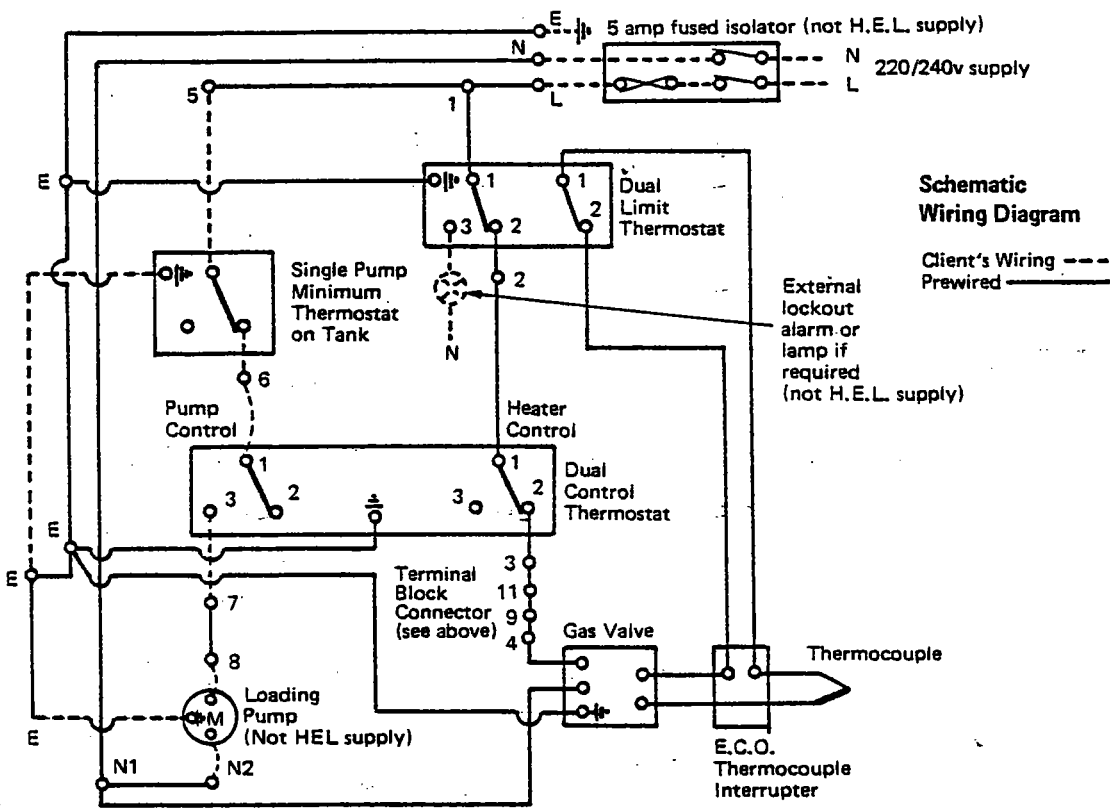 E
5 amp fused isolator (not H.E.L. supply)
N
N
220/240v supply
L
L
5
1
E
1
1
Dual
Limit
Thermostat
2
3
2
Schematic
Wiring Diagram
Client's Wiring
Prewired
Single Pump
Minimum
Thermostat
on Tank
2
N
External
lockout
alarm or
lamp if
required
(not H.E.L. supply)
6
Pump
Control
Heater
Control
1
1
3
2
3
2
Dual
Control
Thermostat
E
E
3
Terminal
Block
Connector
(see above)
11
9
4
7
Gas Valve
8
Thermocouple
Loading
Pump
(Not HEL supply)
M
E
N1
N2
E.C.O.
Thermocouple
Interrupter